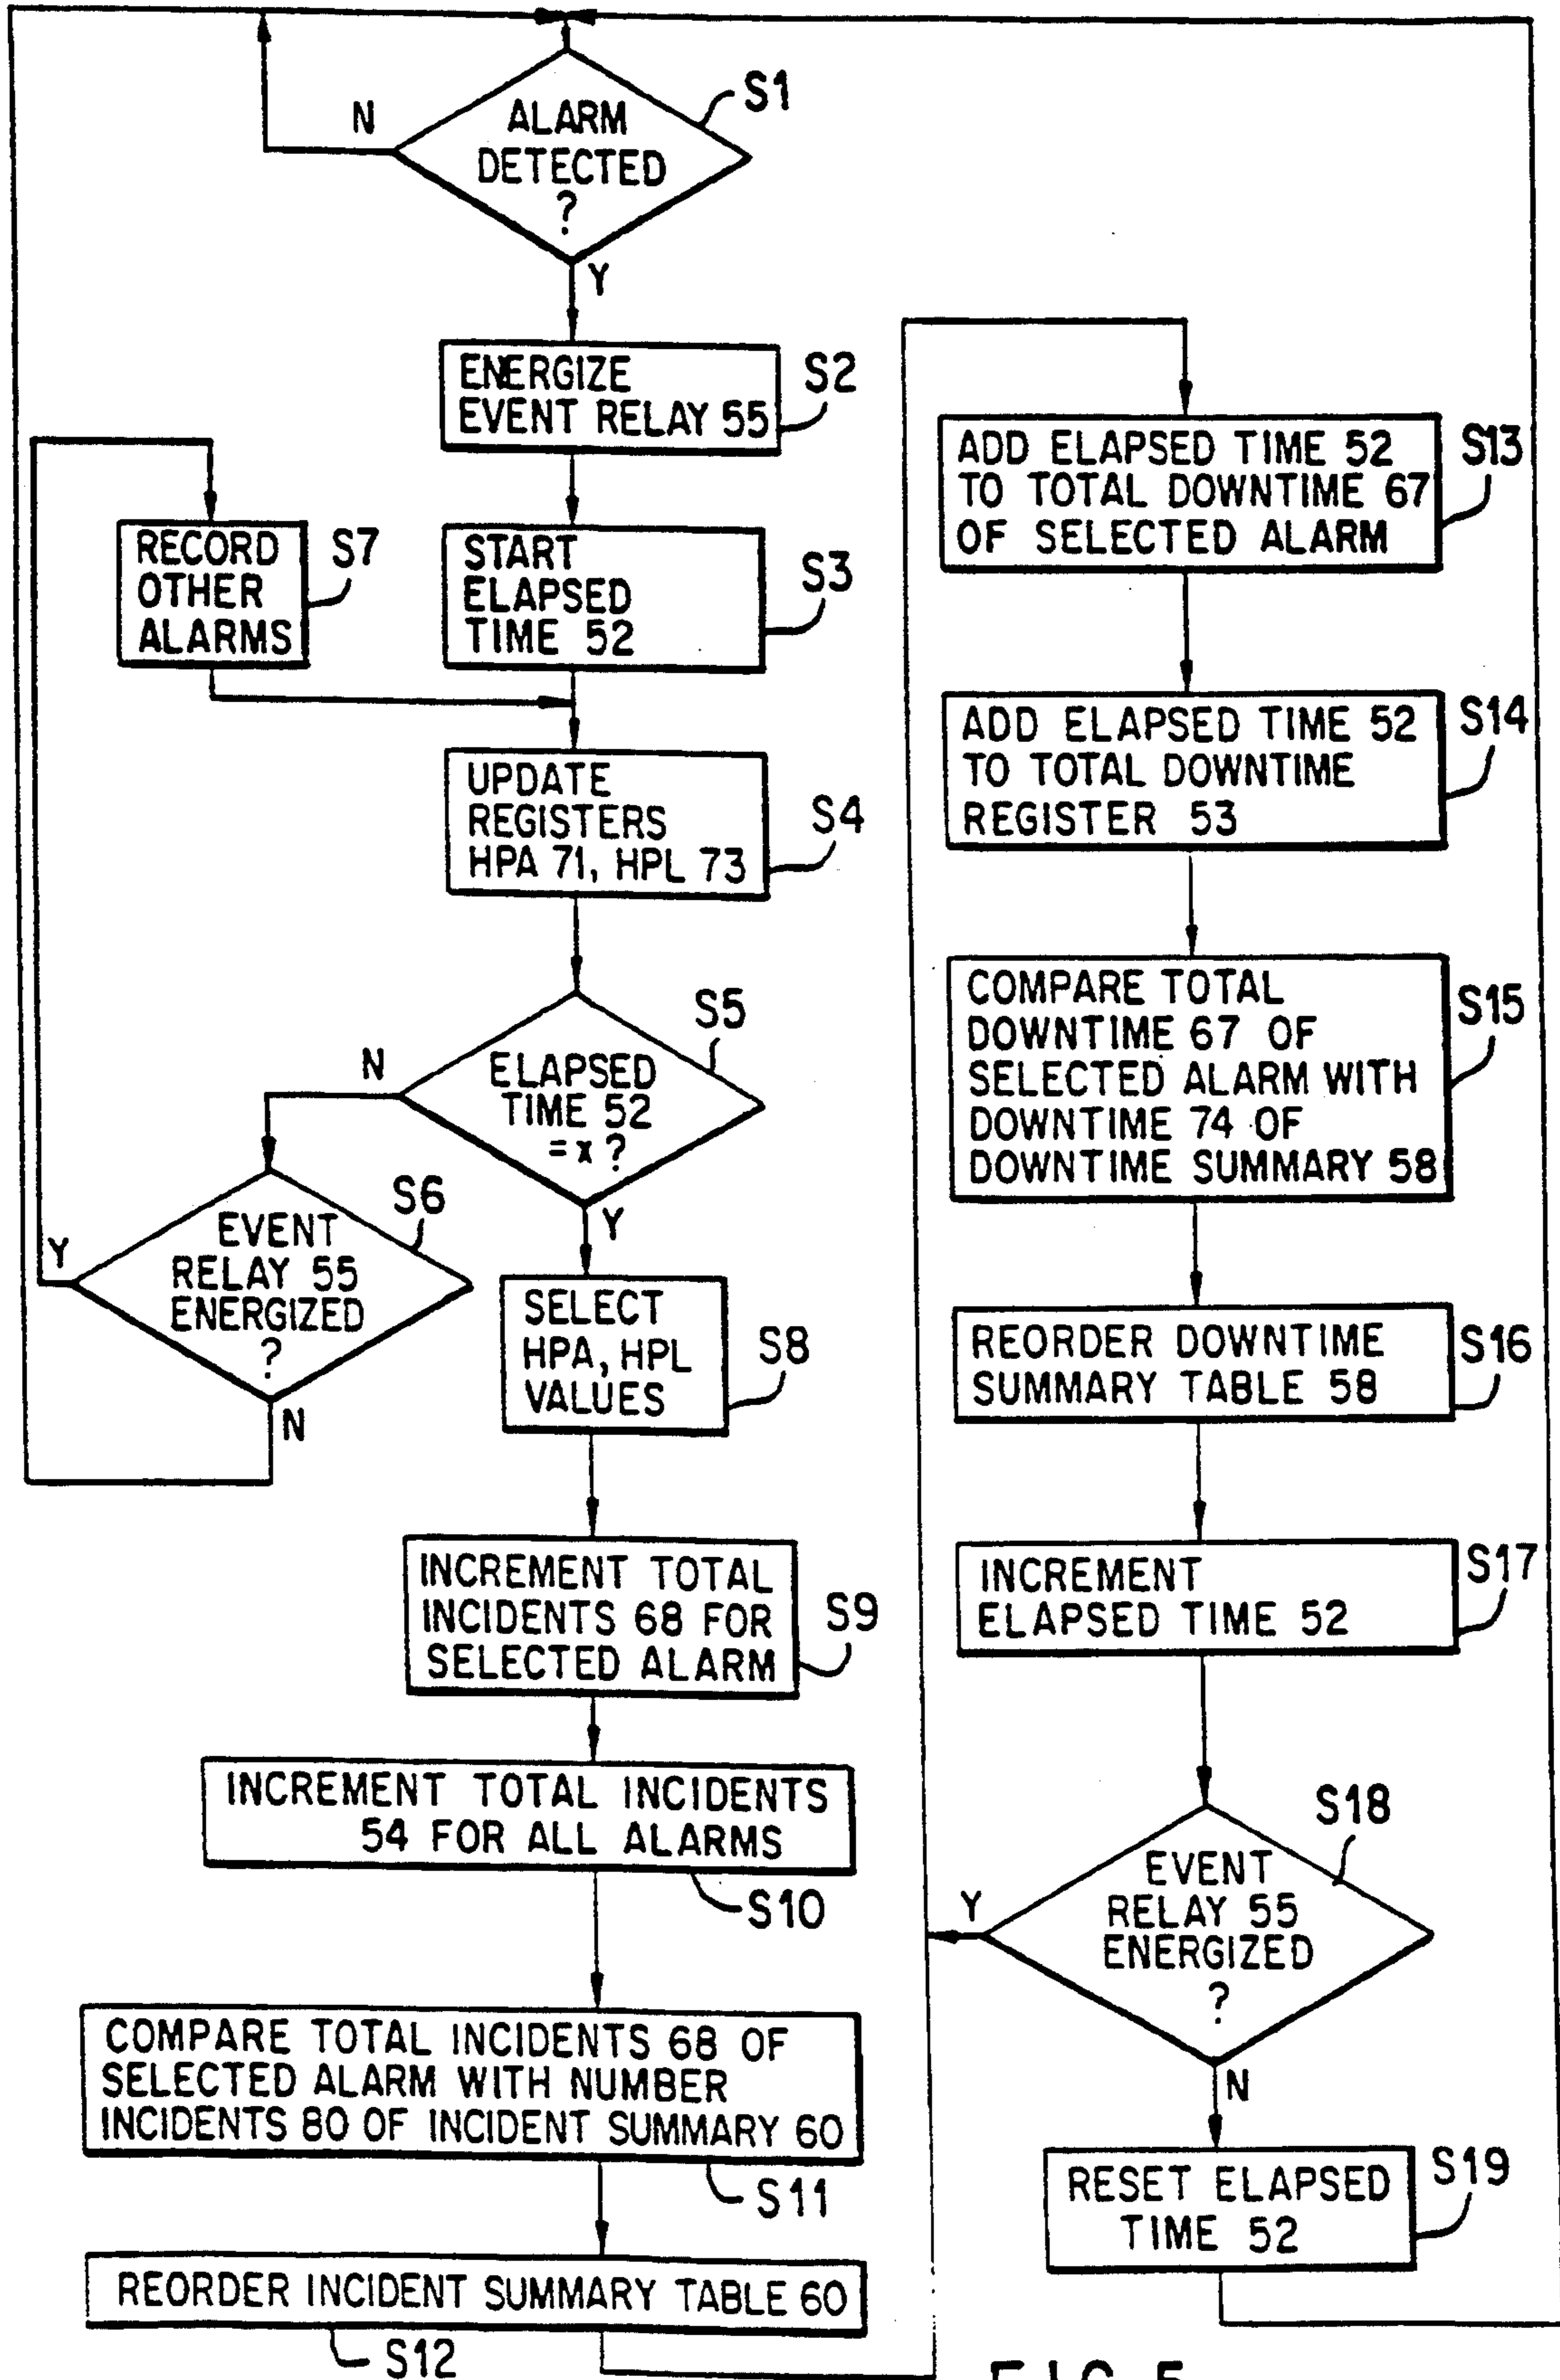 N
ALARM
DETECTED
?
S1
Y
ENERGIZE
EVENT RELAY 55
S2
START
ELAPSED
TIME 52
S3
RECORD
OTHER
ALARMS
S7
UPDATE
REGISTERS
HPA 71, HPL 73
S4
N
ELAPSED
TIME 52
= x ?
S5
Y
Y
EVENT
RELAY 55
ENERGIZED
?
S6
N
SELECT
HPA, HPL
VALUES
S8
INCREMENT TOTAL
INCIDENTS 68 FOR
SELECTED ALARM
S9
INCREMENT TOTAL INCIDENTS
54 FOR ALL ALARMS
S10
COMPARE TOTAL INCIDENTS 68 OF
SELECTED ALARM WITH NUMBER
INCIDENTS 80 OF INCIDENT SUMMARY 60
S11
REORDER INCIDENT SUMMARY TABLE 60
S12
ADD ELAPSED TIME 52
TO TOTAL DOWNTIME 67
OF SELECTED ALARM
S13
ADD ELAPSED TIME 52
TO TOTAL DOWNTIME
REGISTER 53
S14
COMPARE TOTAL
DOWNTIME 67 OF
SELECTED ALARM WITH
DOWNTIME 74 OF
DOWNTIME SUMMARY 58
S15
REORDER DOWNTIME
SUMMARY TABLE 58
S16
INCREMENT
ELAPSED TIME 52
S17
Y
EVENT
RELAY 55
ENERGIZED
?
S18
N
RESET ELAPSED
TIME 52
S19
FIG 5